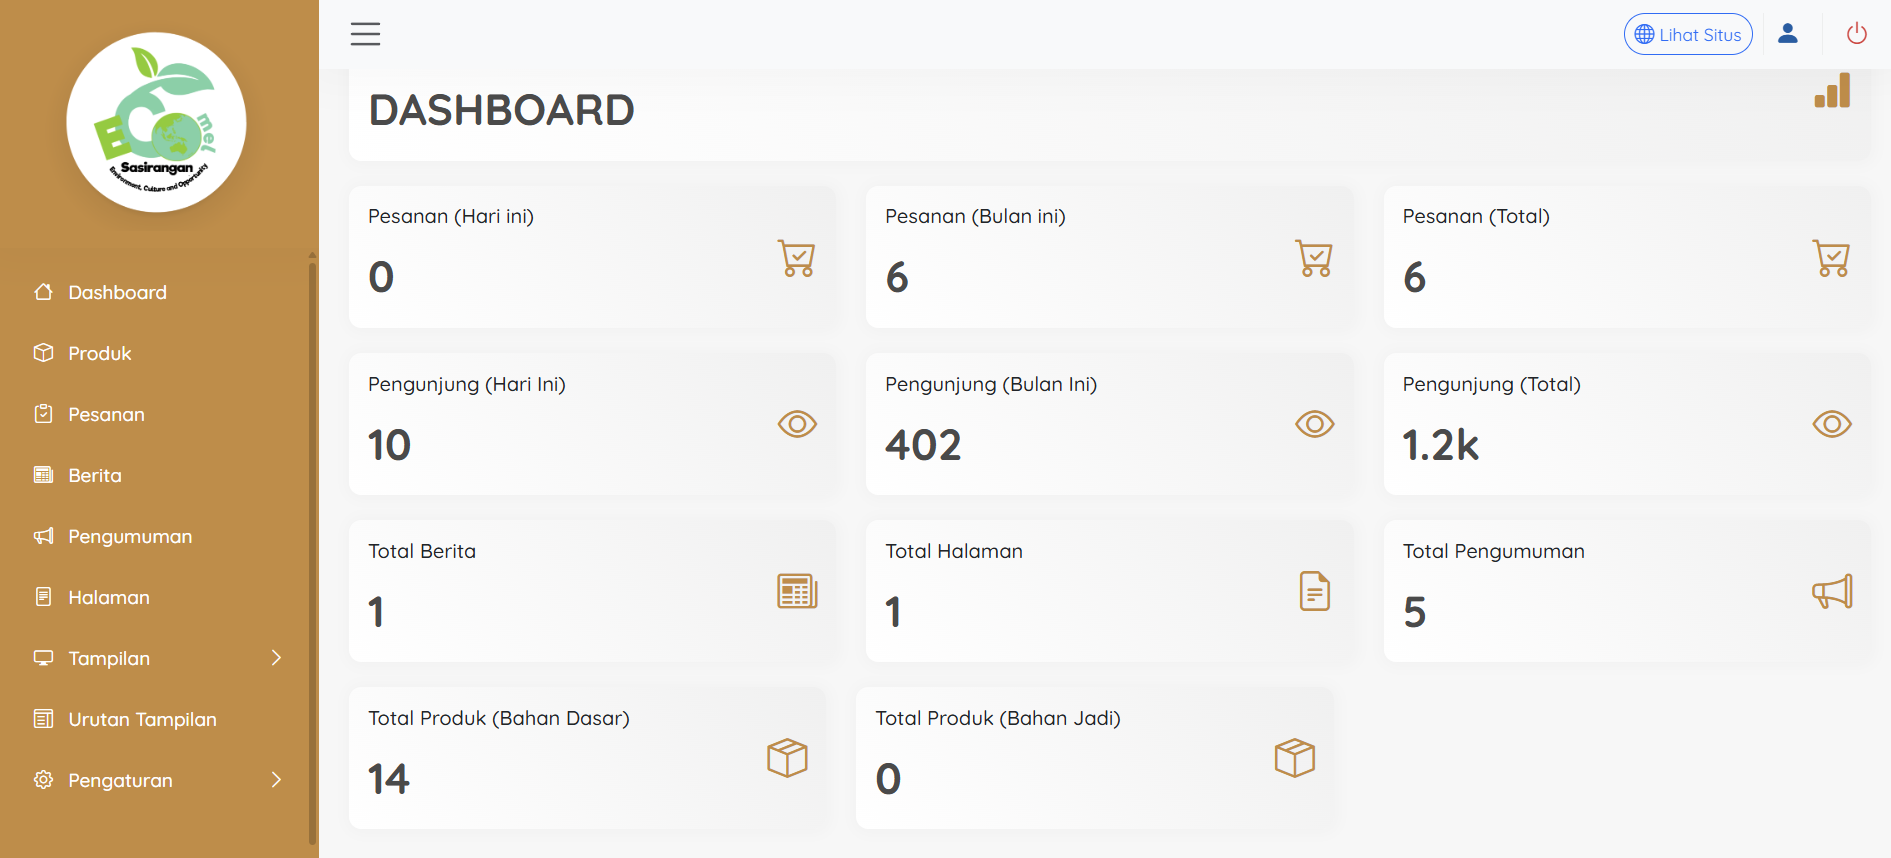 ECO
met
Sasirangan
Environment, Culture and Opportunity
Dashboard
Produk
Pesanan
Berita
Pengumuman
Halaman
Tampilan
Urutan Tampilan
Pengaturan
Lihat Situs
DASHBOARD
Pesanan (Hari ini)
0
Pesanan (Bulan ini)
6
Pesanan (Total)
6
Pengunjung (Hari Ini)
10
Pengunjung (Bulan Ini)
402
Pengunjung (Total)
1.2k
Total Berita
1
Total Halaman
1
Total Pengumuman
5
Total Produk (Bahan Dasar)
14
Total Produk (Bahan Jadi)
0